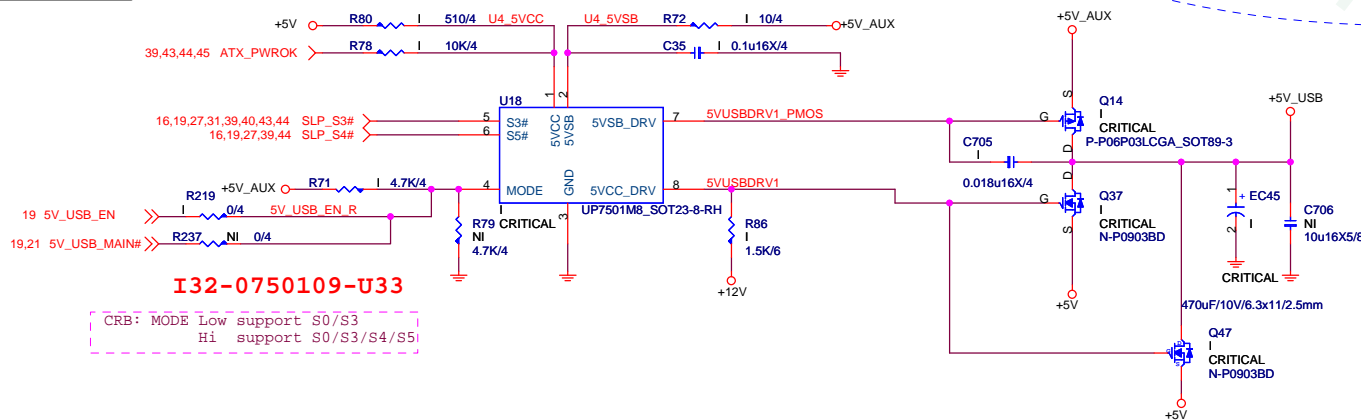 +5V R80 I 510/4 U4_5VCC U4_5VSB R72 I 10/4 +5V_AUX
39,43,44,45 ATX_PWROK R78 I 10K/4 C35 I 0.1u16X/4
+5V_AUX
U18
1 2
16,19,27,31,39,40,43,44 SLP_S3# 5 S3# 5VCC 5VSB 5VSB_DRV 7 5VUSBDRV1_PMOS
16,19,27,39,44 SLP_S4# 6 S5#
G S D
Q14
I
CRITICAL
P-P06P03LCGA_SOT89-3
+5V_USB
C705
I
0.018u16X/4
+5V_AUX R71 I 4.7K/4 4 MODE GND 5VCC_DRV 8 5VUSBDRV1
3
I
CRITICAL
UP7501M8_SOT23-8-RH
R219
I 0/4 5V_USB_EN_R
19 5V_USB_EN
19,21 5V_USB_MAIN# R237 NI 0/4
R79
NI
4.7K/4
R86
I
1.5K/6
+12V
G D S
Q37
I
CRITICAL
N-P0903BD
+5V
1
+ EC45
2
I
CRITICAL
470uF/10V/6.3x11/2.5mm
C706
NI
10u16X5/8
I32-0750109-U33
CRB: MODE Low support S0/S3
Hi support S0/S3/S4/S5
Q47
I
CRITICAL
N-P0903BD
+5V